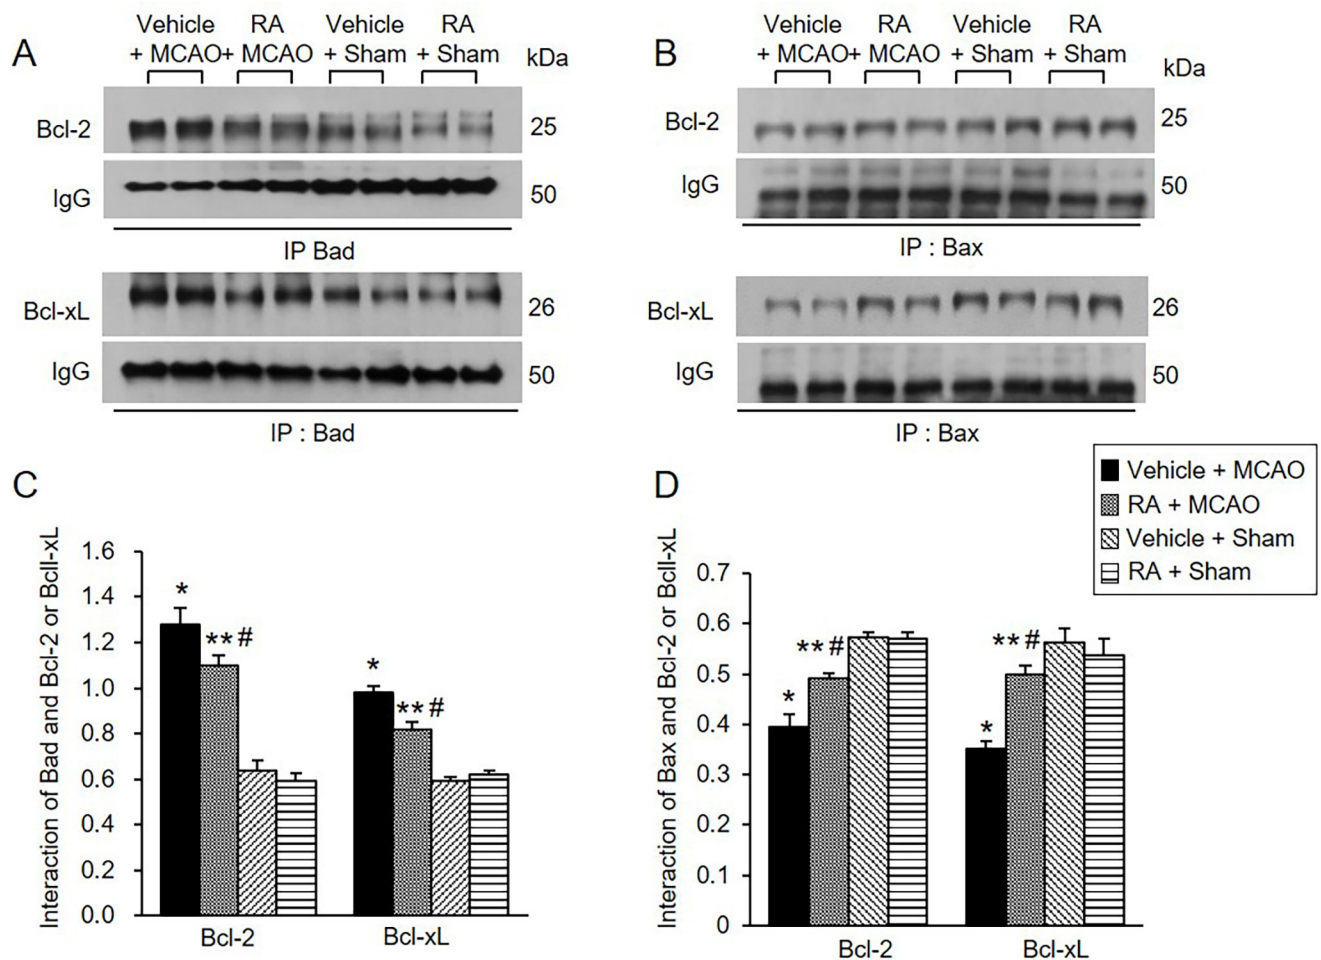 A
Vehicle
+ MCAO
RA
+ MCAO
Vehicle
+ Sham
RA
+ Sham
kDa
Bcl-2
25
IgG
50
IP Bad
Bcl-xL
26
IgG
50
IP : Bad
B
Vehicle
+ MCAO
RA
+ MCAO
Vehicle
+ Sham
RA
+ Sham
kDa
Bcl-2
25
IgG
50
IP : Bax
Bcl-xL
26
IgG
50
IP : Bax
C
Interaction of Bad and Bcl-2 or Bcll-xL
1.6
1.4
1.2
1.0
0.8
0.6
0.4
0.2
0.0
*
**#
*
**#
Bcl-2
Bcl-xL
D
Interaction of Bax and Bcl-2 or Bcll-xL
0.7
0.6
0.5
0.4
0.3
0.2
0.1
0
*
**#
*
**#
Bcl-2
Bcl-xL
Vehicle + MCAO
RA + MCAO
Vehicle + Sham
RA + Sham